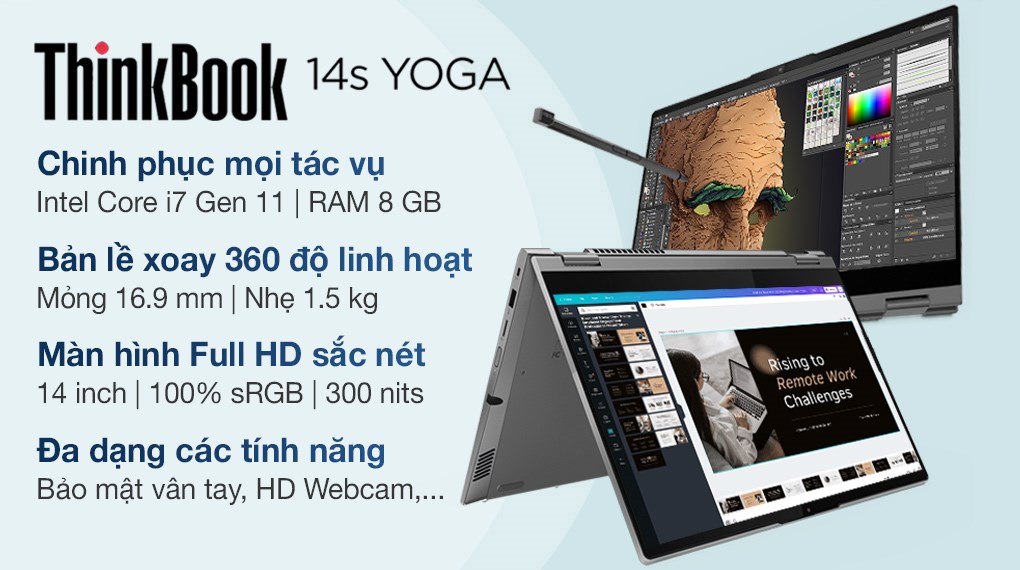 ThinkBook 14s YOGA
Chinh phục mọi tác vụ
Intel Core i7 Gen 11 | RAM 8 GB
Bản lề xoay 360 độ linh hoạt
Mỏng 16.9 mm | Nhẹ 1.5 kg
Màn hình Full HD sắc nét
14 inch | 100% sRGB | 300 nits
Đa dạng các tính năng
Bảo mật vân tay, HD Webcam,...
Rising to
Remote Work
Challenges